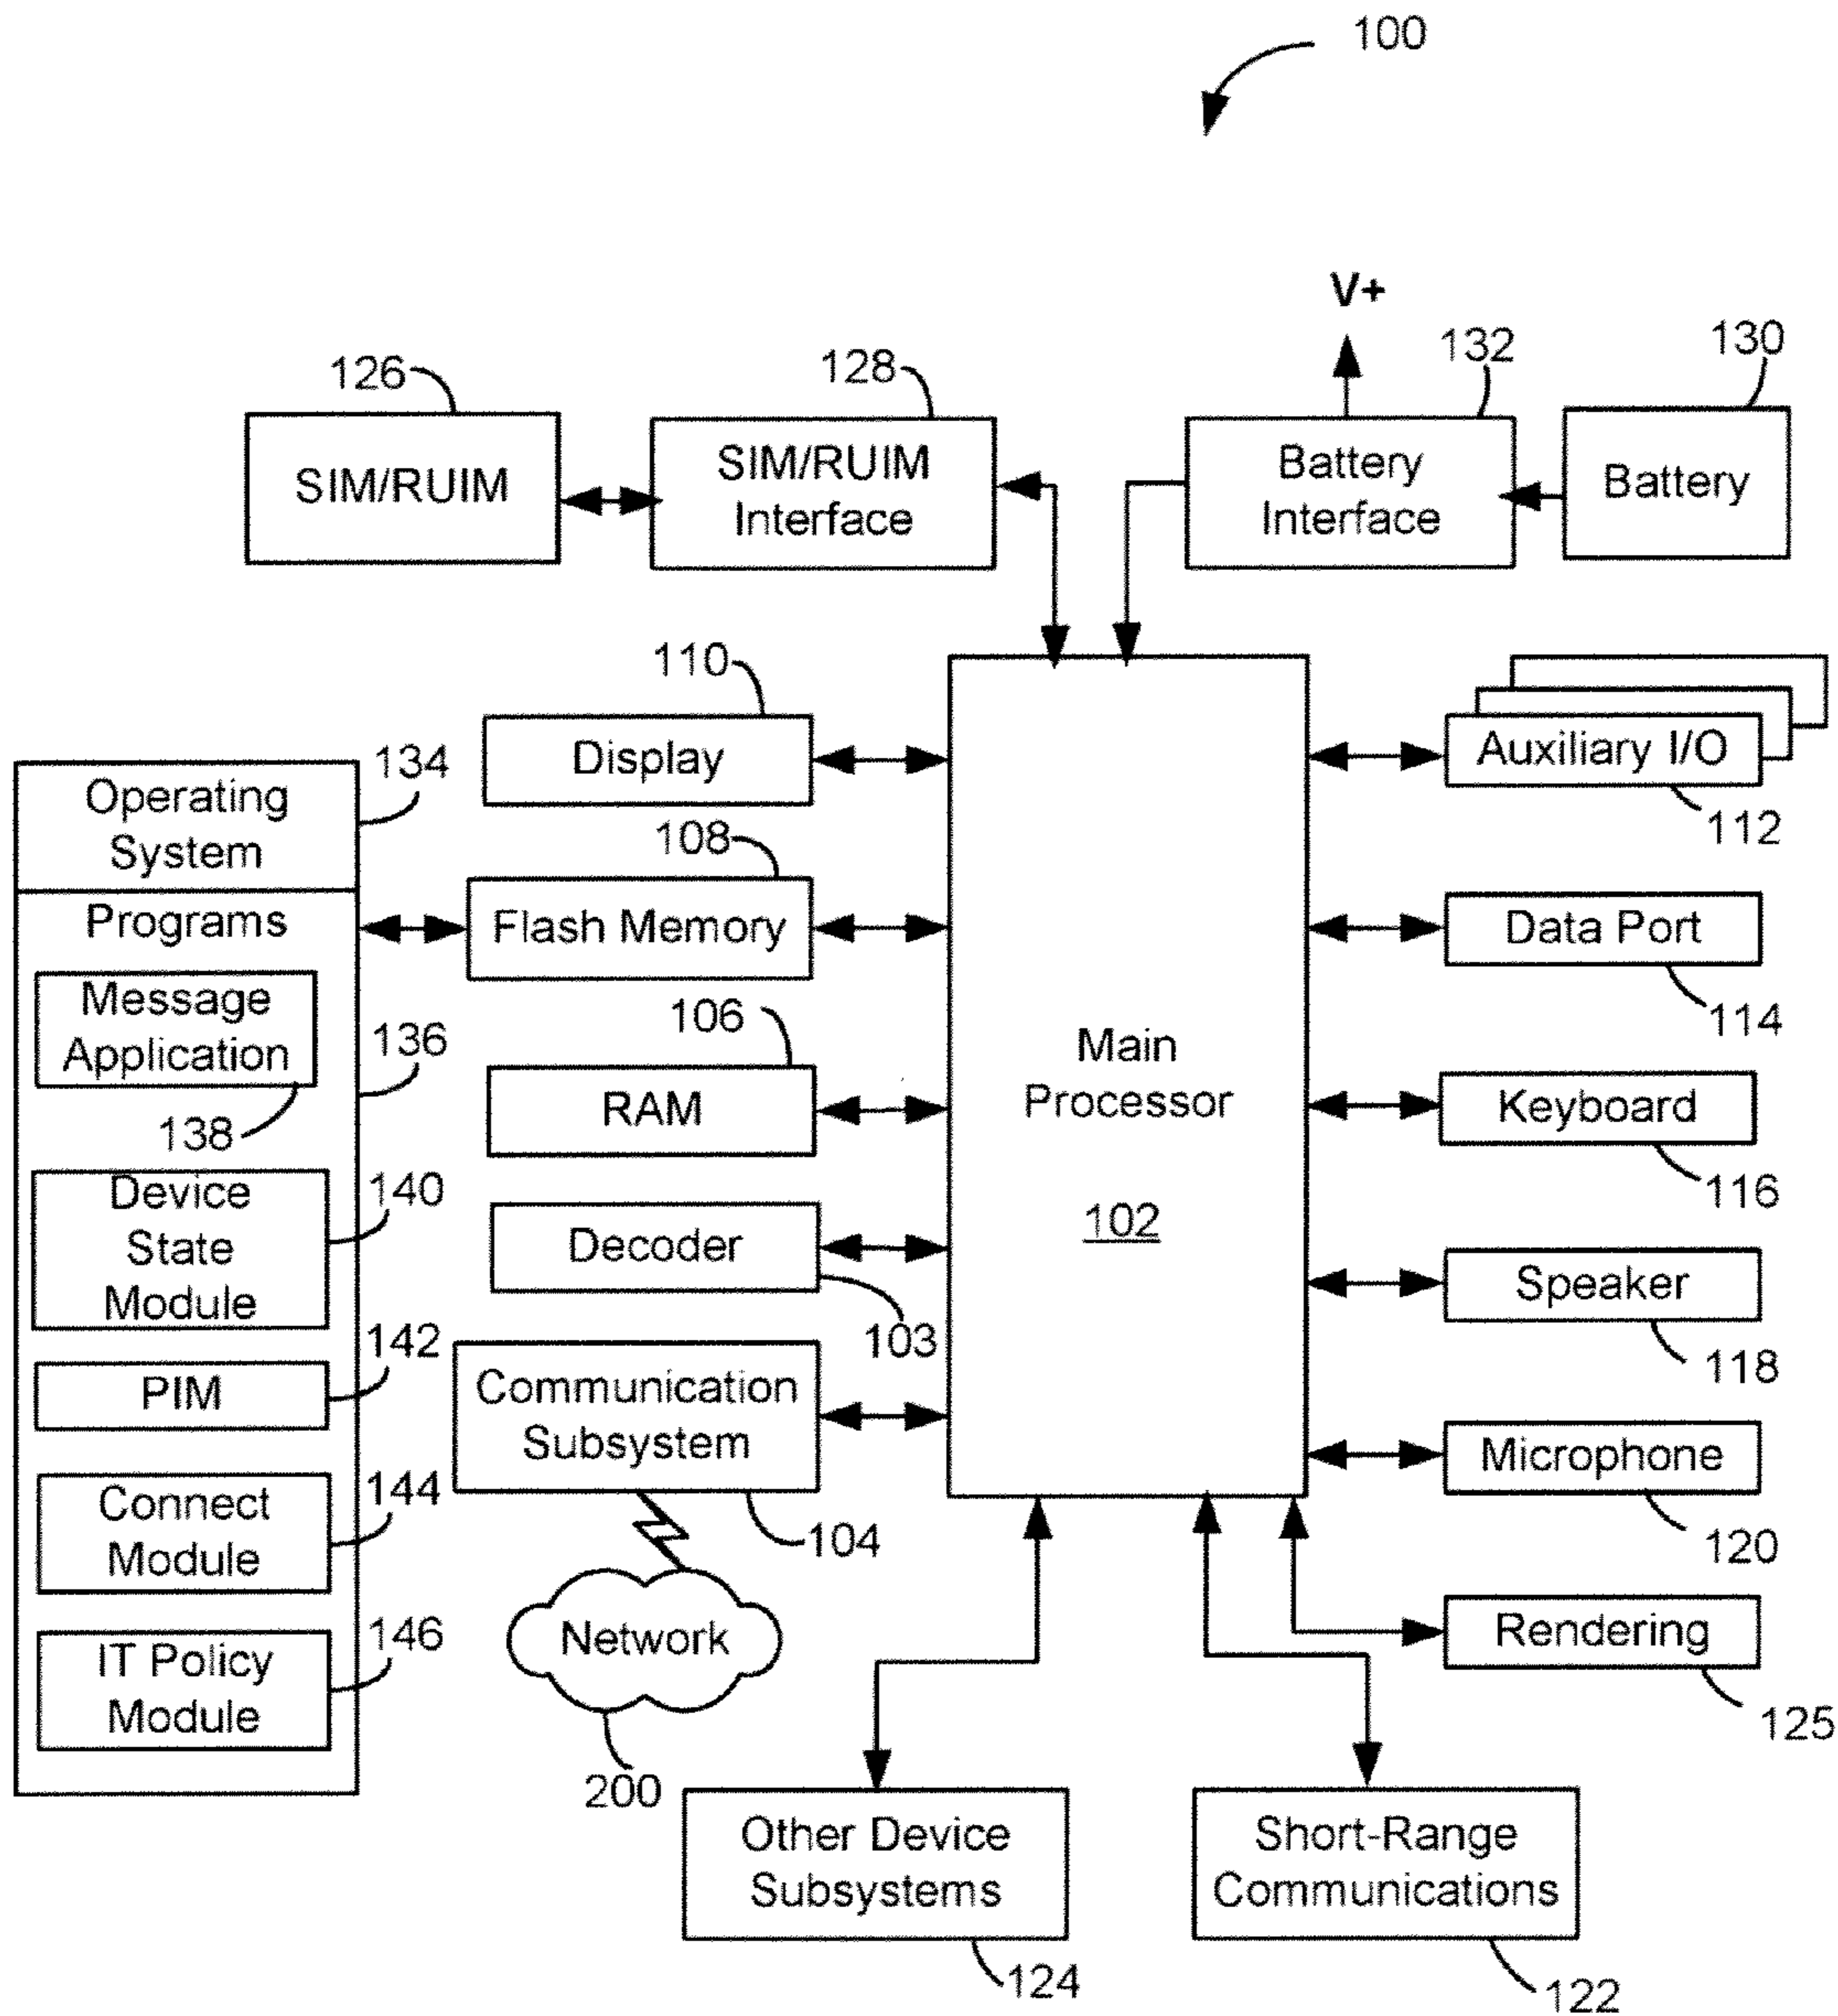 100
V+
126
128
132
130
SIM/RUIM
SIM/RUIM
Interface
Battery
Interface
Battery
110
Display
Auxiliary I/O
112
134
Operating
System
108
Flash Memory
Data Port
114
Programs
Message
Application
138
136
106
RAM
Main
Processor
102
Keyboard
116
Device
State
Module
140
Decoder
103
Speaker
118
PIM
142
Communication
Subsystem
104
Microphone
120
Connect
Module
144
Network
200
Rendering
125
IT Policy
Module
146
Other Device
Subsystems
124
Short-Range
Communications
122